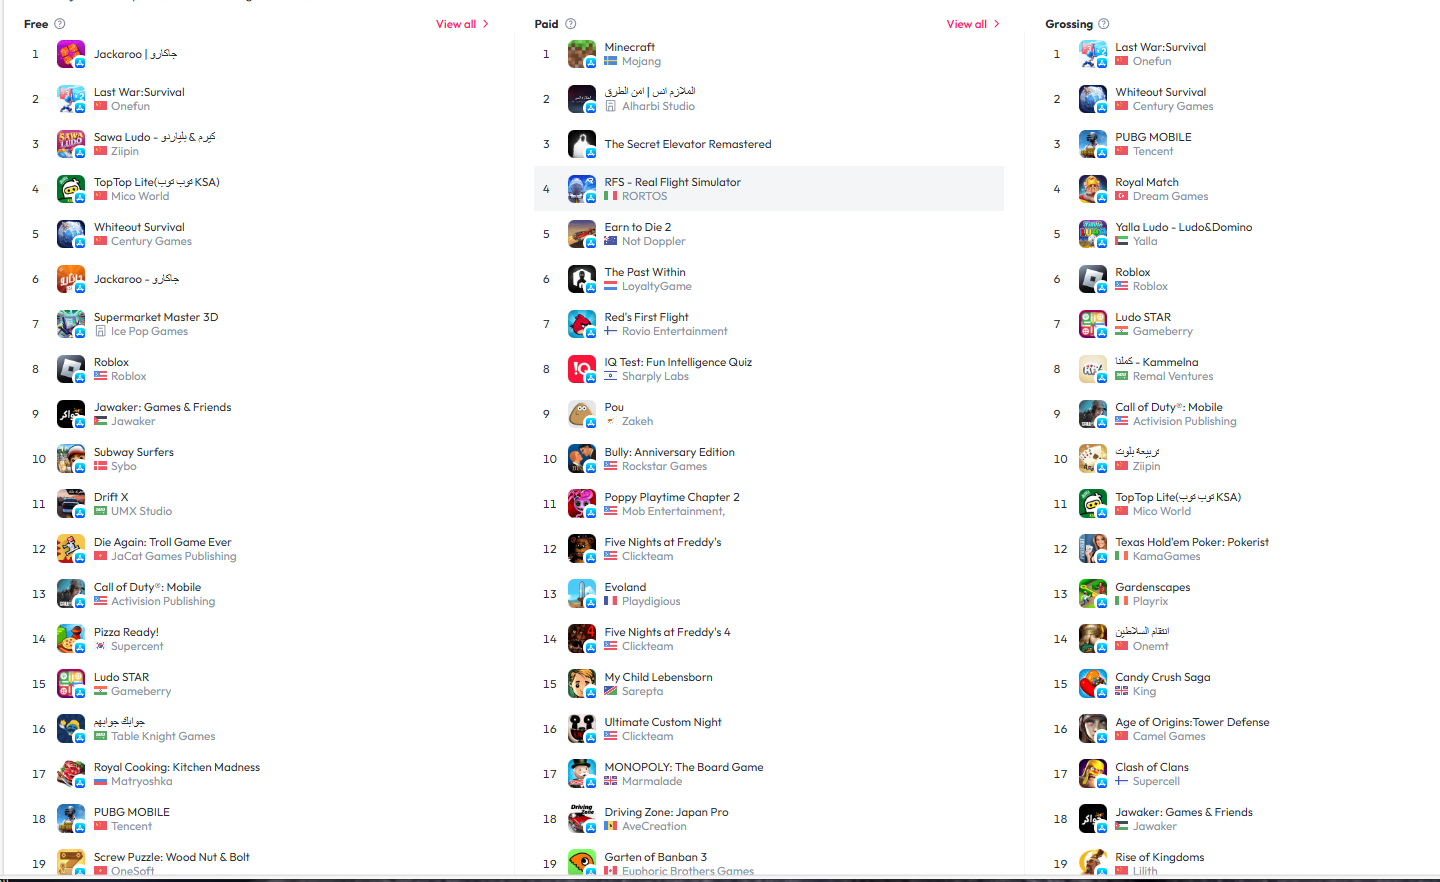 Free
View all
1
Jackaroo | جاكارو
2
Last War:Survival
Onefun
3
Sawa Ludo - كيرم & بلياردو
Ziipin
4
TopTop Lite(توب توب KSA)
Mico World
5
Whiteout Survival
Century Games
6
Jackaroo - جاكارو
7
Supermarket Master 3D
Ice Pop Games
8
Roblox
Roblox
9
Jawaker: Games & Friends
Jawaker
10
Subway Surfers
Sybo
11
Drift X
UMX Studio
12
Die Again: Troll Game Ever
JaCat Games Publishing
13
Call of Duty®: Mobile
Activision Publishing
14
Pizza Ready!
Supercent
15
Ludo STAR
Gameberry
16
جوابك جوابهم
Table Knight Games
17
Royal Cooking: Kitchen Madness
Matryoshka
18
PUBG MOBILE
Tencent
19
Screw Puzzle: Wood Nut & Bolt
OneSoft
Paid
View all
1
Minecraft
Mojang
2
الملازم انس | امن الطرق
Alharbi Studio
3
The Secret Elevator Remastered
4
RFS - Real Flight Simulator
RORTOS
5
Earn to Die 2
Not Doppler
6
The Past Within
LoyaltyGame
7
Red's First Flight
Rovio Entertainment
8
IQ Test: Fun Intelligence Quiz
Sharply Labs
9
Pou
Zakeh
10
Bully: Anniversary Edition
Rockstar Games
11
Poppy Playtime Chapter 2
Mob Entertainment,
12
Five Nights at Freddy's
Clickteam
13
Evoland
Playdigious
14
Five Nights at Freddy's 4
Clickteam
15
My Child Lebensborn
Sarepta
16
Ultimate Custom Night
Clickteam
17
MONOPOLY: The Board Game
Marmalade
18
Driving Zone: Japan Pro
AveCreation
19
Garten of Banban 3
Euphoric Brothers Games
Grossing
1
Last War:Survival
Onefun
2
Whiteout Survival
Century Games
3
PUBG MOBILE
Tencent
4
Royal Match
Dream Games
5
Yalla Ludo - Ludo&Domino
Yalla
6
Roblox
Roblox
7
Ludo STAR
Gameberry
8
كملنا - Kammelna
Remal Ventures
9
Call of Duty®: Mobile
Activision Publishing
10
تربيعة بلوت
Ziipin
11
TopTop Lite(توب توب KSA)
Mico World
12
Texas Hold'em Poker: Pokerist
KamaGames
13
Gardenscapes
Playrix
14
انتقام السلاطين
Onemt
15
Candy Crush Saga
King
16
Age of Origins:Tower Defense
Camel Games
17
Clash of Clans
Supercell
18
Jawaker: Games & Friends
Jawaker
19
Rise of Kingdoms
Lilith